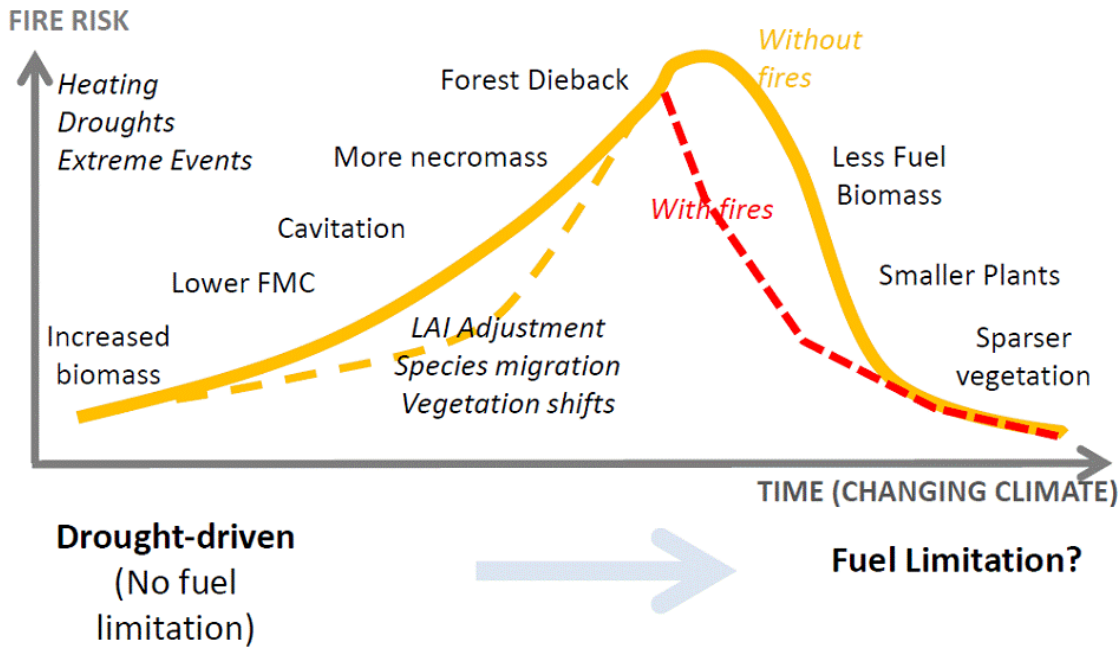 FIRE RISK
Heating
Droughts
Extreme Events
Without
fires
Forest Dieback
More necromass
Less Fuel
Biomass
With fires
Cavitation
Lower FMC
Smaller Plants
Increased
biomass
LAI Adjustment
Species migration
Vegetation shifts
Sparser
vegetation
TIME (CHANGING CLIMATE)
Drought-driven
(No fuel
limitation)
Fuel Limitation?